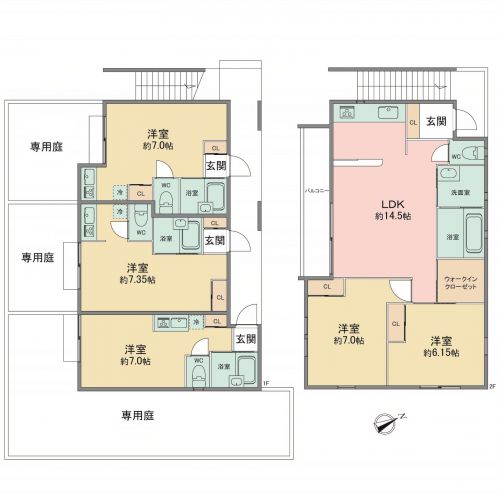 専用庭
洋室
約7.0帖
CL
玄関
冷
CL
WC
浴室
専用庭
冷
WC
浴室
CL
玄関
洋室
約7.35帖
CL
洋室
約7.0帖
冷
CL
玄関
WC
浴室
1F
専用庭
CL
玄関
バルコニー
LDK
約14.5帖
WC
洗面室
浴室
ウォークイン
クローゼット
CL
CL
洋室
約7.0帖
CL
洋室
約6.15帖
2F
N